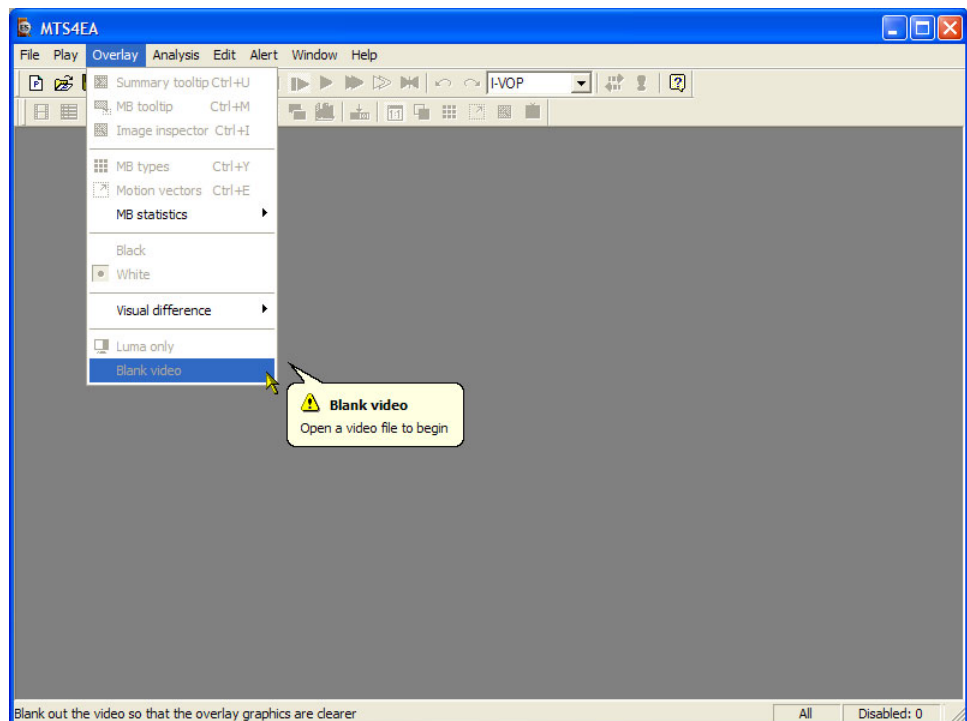 MTS4EA
File Play Overlay Analysis Edit Alert Window Help
I-VOP
Summary tooltip Ctrl+U
MB tooltip Ctrl+M
Image inspector Ctrl+I
1:1
MB types Ctrl+Y
Motion vectors Ctrl+E
MB statistics
Black
White
Visual difference
Luma only
Blank video
Blank video
Open a video file to begin
Blank out the video so that the overlay graphics are clearer All Disabled: 0